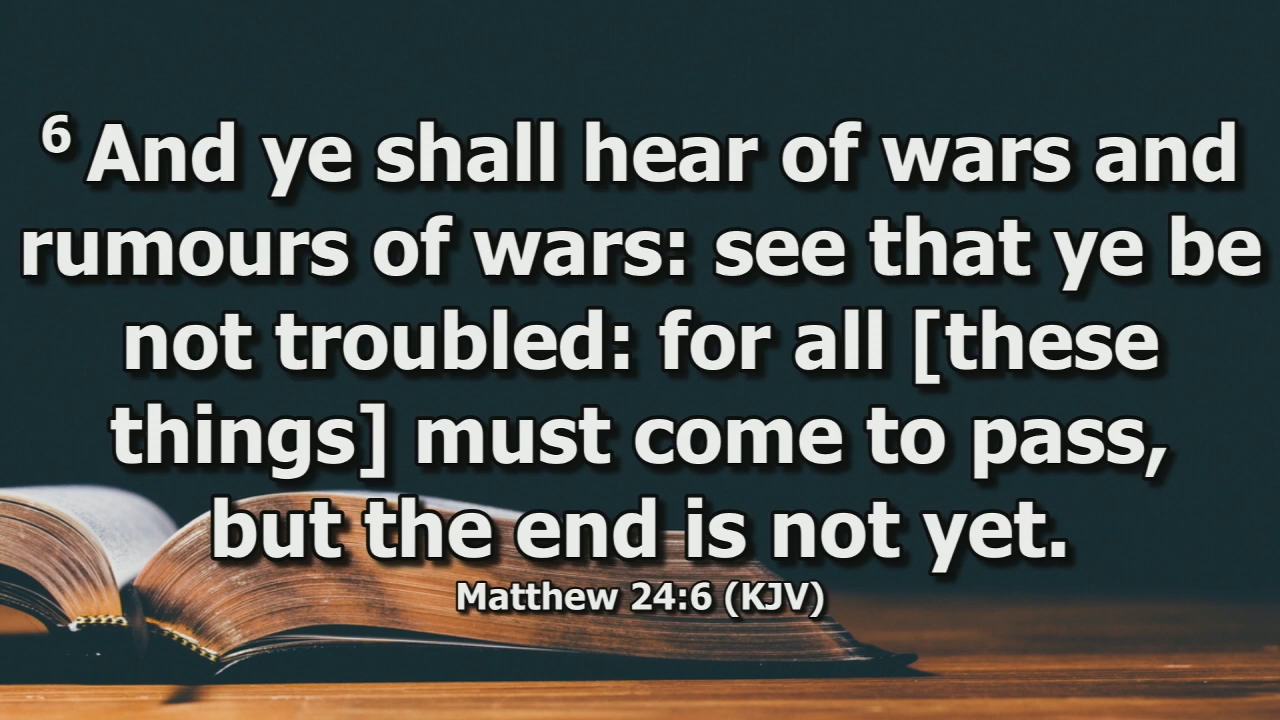 6 And ye shall hear of wars and
rumours of wars: see that ye be
not troubled: for all [these
things] must come to pass,
but the end is not yet.
Matthew 24:6 (KJV)